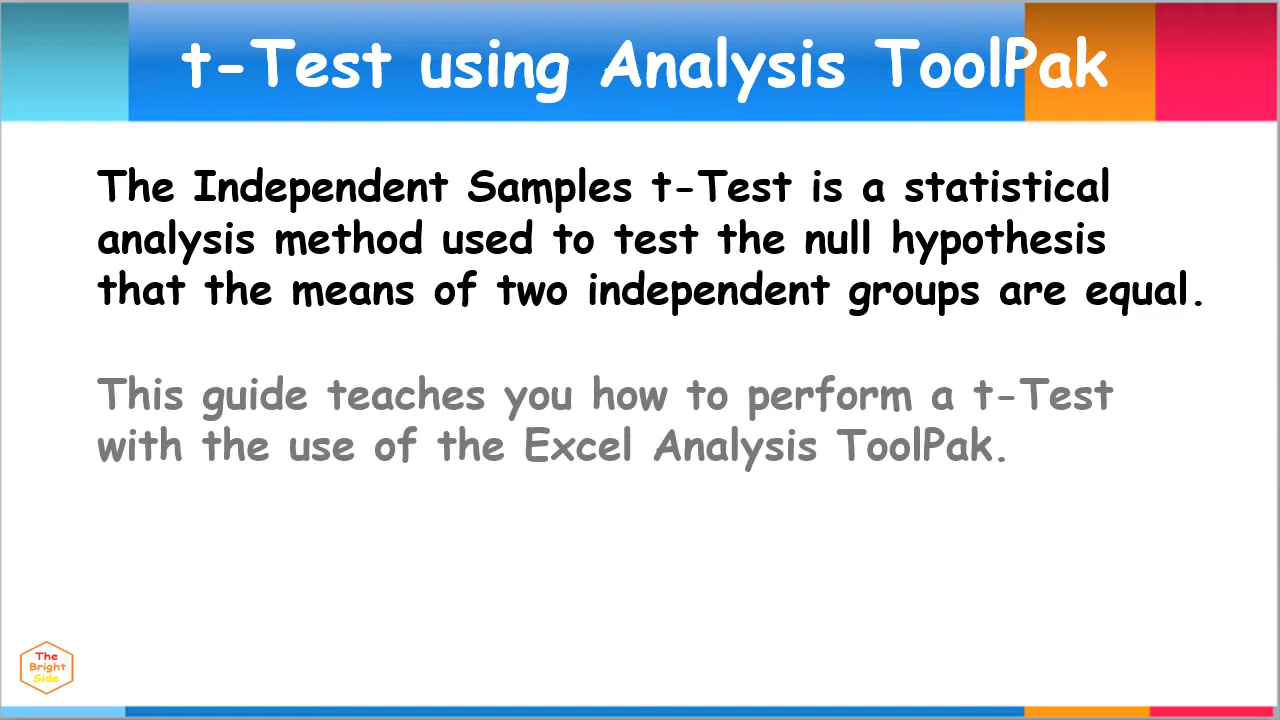 t-Test using Analysis ToolPak
The Independent Samples t-Test is a statistical
analysis method used to test the null hypothesis
that the means of two independent groups are equal.
This guide teaches you how to perform a t-Test
with the use of the Excel Analysis ToolPak.
The
Bright
Side